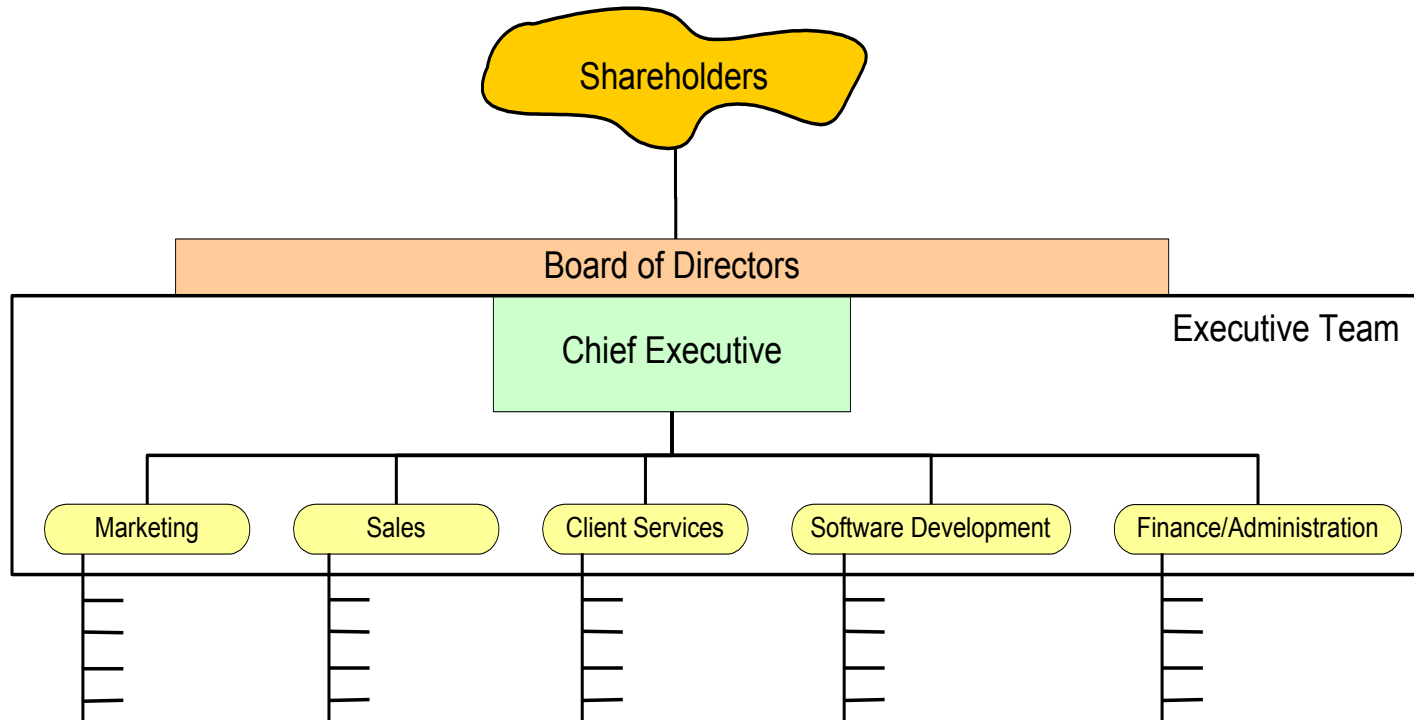 Shareholders
Board of Directors
Executive Team
Chief Executive
Marketing
Sales
Client Services
Software Development
Finance/Administration